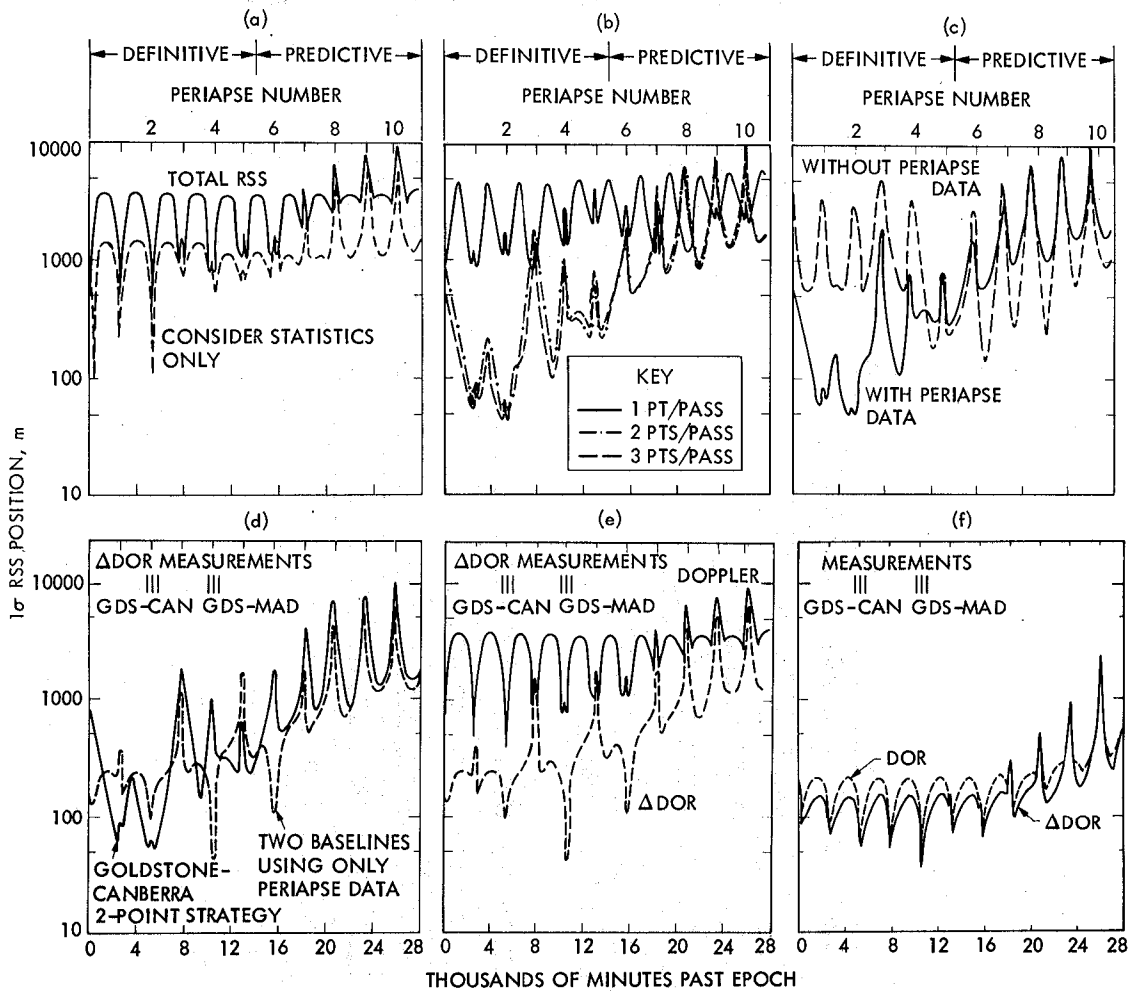 (a)
DEFINITIVE PREDICTIVE
PERIAPSE NUMBER
2 4 6 8 10
10000
1000
100
10
TOTAL RSS
CONSIDER STATISTICS
ONLY
(b)
DEFINITIVE PREDICTIVE
PERIAPSE NUMBER
2 4 6 8 10
KEY
1 PT/PASS
2 PTS/PASS
3 PTS/PASS
(c)
DEFINITIVE PREDICTIVE
PERIAPSE NUMBER
2 4 6 8 10
WITHOUT PERIAPSE
DATA
WITH PERIAPSE
DATA
1σ RSS POSITION, m
(d)
ΔDOR MEASUREMENTS
GDS-CAN GDS-MAD
10000
1000
100
10
GOLDSTONE-
CANBERRA
2-POINT STRATEGY
TWO BASELINES
USING ONLY
PERIAPSE DATA
0 4 8 12 16 20 24 28
(e)
ΔDOR MEASUREMENTS
GDS-CAN GDS-MAD
DOPPLER
ΔDOR
0 4 8 12 16 20 24 28
(f)
MEASUREMENTS
GDS-CAN GDS-MAD
DOR
ΔDOR
0 4 8 12 16 20 24 28
THOUSANDS OF MINUTES PAST EPOCH